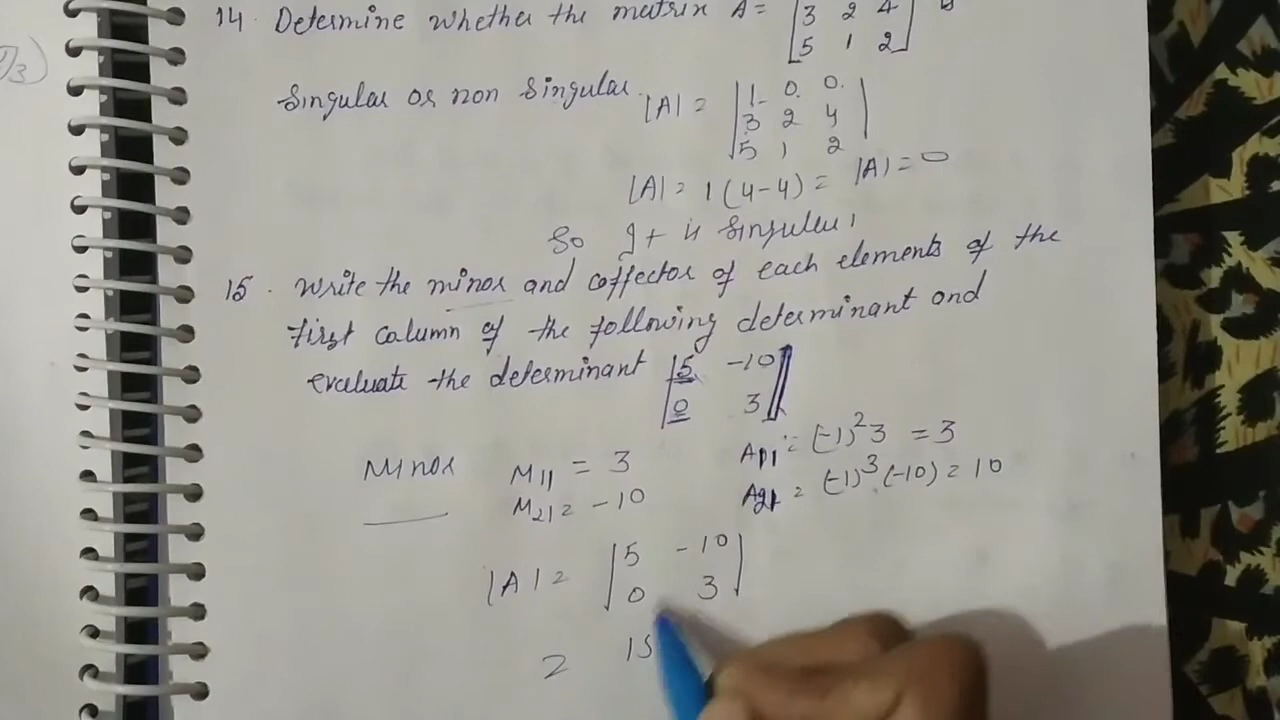 14. Determine whether the matrix A = [3 2 4
5 1 2]
Singular or non Singular. |A| = |1 0 0
3 2 4
5 1 2|
|A| = 1(4-4) = |A| = 0
So It is Singular
15. Write the minor and coffector of each elements of the
first column of the following determinant and
evaluate the determinant |5 -10
0 3|
Minor M11 = 3 A11 = (-1)^2 3 = 3
M21 = -10 A21 = (-1)^3 (-10) = 10
|A| = |5 -10
0 3|
= 15